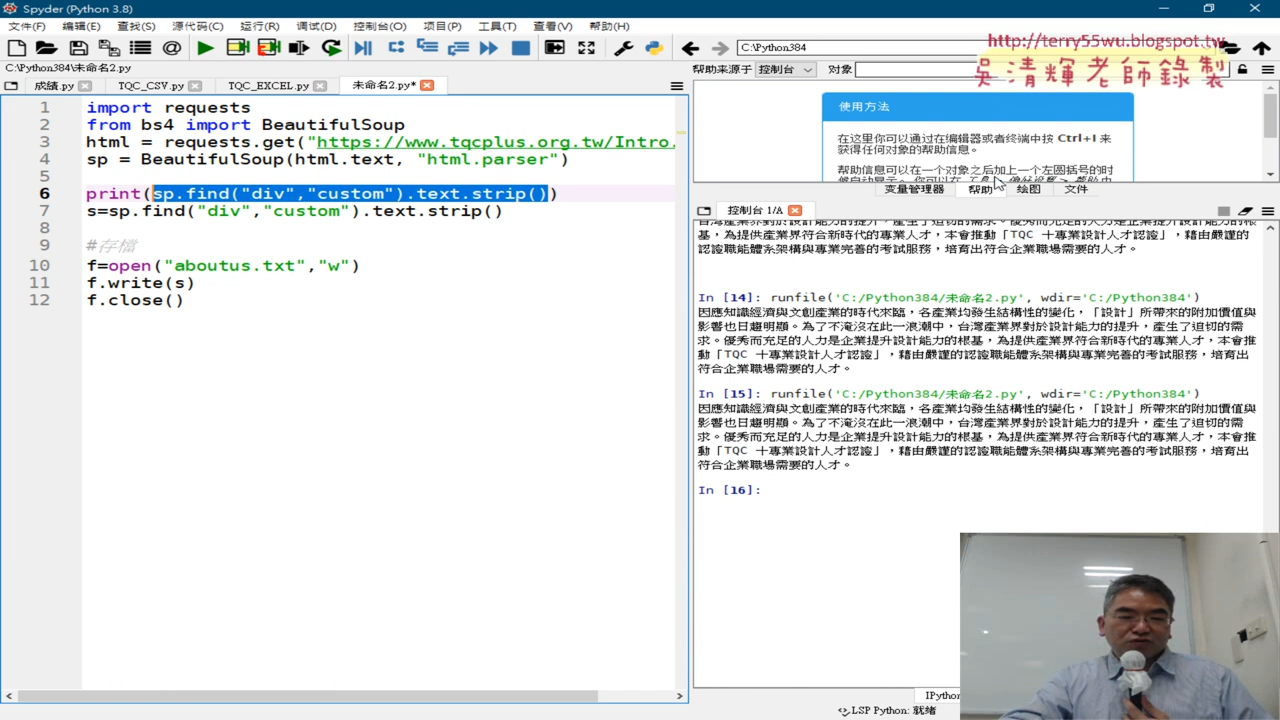 Spyder (Python 3.8)
文件(F) 编辑(E) 查找(S) 源代码(C) 运行(R) 调试(D) 控制台(O) 项目(P) 工具(T) 查看(V) 帮助(H)
C:\Python384
http://terry55wu.blogspot.tw
吳清輝老師錄製
C:\Python384\未命名2.py
帮助来源于 控制台 对象
成績.py TQC_CSV.py TQC_EXCEL.py 未命名2.py*
1 import requests
2 from bs4 import BeautifulSoup
3 html = requests.get("https://www.tqcplus.org.tw/Intro.
4 sp = BeautifulSoup(html.text, "html.parser")
5
6 print(sp.find("div","custom").text.strip())
7 s=sp.find("div","custom").text.strip()
8
9 #存檔
10 f=open("aboutus.txt","w")
11 f.write(s)
12 f.close()
使用方法
在这里你可以通过在编辑器或者终端中按 Ctrl+I 来
获得任何对象的帮助信息。
帮助信息可以在一个对象之后加上一个左圆括号的时
变量管理器 帮助 绘图 文件
控制台 1/A
基，為提供產業界符合新時代的專業人才，本會推動「TQC 十專業設計人才認證」，藉由嚴謹的
認證職能體系架構與專業完善的考試服務，培育出符合企業職場需要的人才。
In [14]: runfile('C:/Python384/未命名2.py', wdir='C:/Python384')
因應知識經濟與文創產業的時代來臨，各產業均發生結構性的變化，「設計」所帶來的附加價值與
影響也日趨明顯。為了不淹沒在此一浪潮中，台灣產業界對於設計能力的提升，產生了迫切的需
求。優秀而充足的人力是企業提升設計能力的根基，為提供產業界符合新時代的專業人才，本會推
動「TQC 十專業設計人才認證」，藉由嚴謹的認證職能體系架構與專業完善的考試服務，培育出
符合企業職場需要的人才。
In [15]: runfile('C:/Python384/未命名2.py', wdir='C:/Python384')
因應知識經濟與文創產業的時代來臨，各產業均發生結構性的變化，「設計」所帶來的附加價值與
影響也日趨明顯。為了不淹沒在此一浪潮中，台灣產業界對於設計能力的提升，產生了迫切的需
求。優秀而充足的人力是企業提升設計能力的根基，為提供產業界符合新時代的專業人才，本會推
動「TQC 十專業設計人才認證」，藉由嚴謹的認證職能體系架構與專業完善的考試服務，培育出
符合企業職場需要的人才。
In [16]:
IPython
LSP Python: 就绪